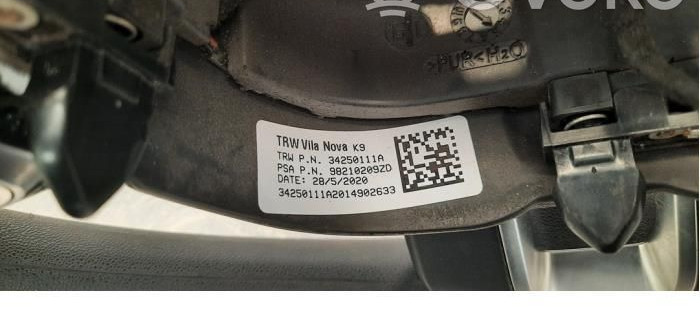 >PUR<H2O
TRW Vila Nova K9
TRW P.N. 34250111A
PSA P.N. 98210209ZD
DATE: 28/5/2020
34250111A2014902633